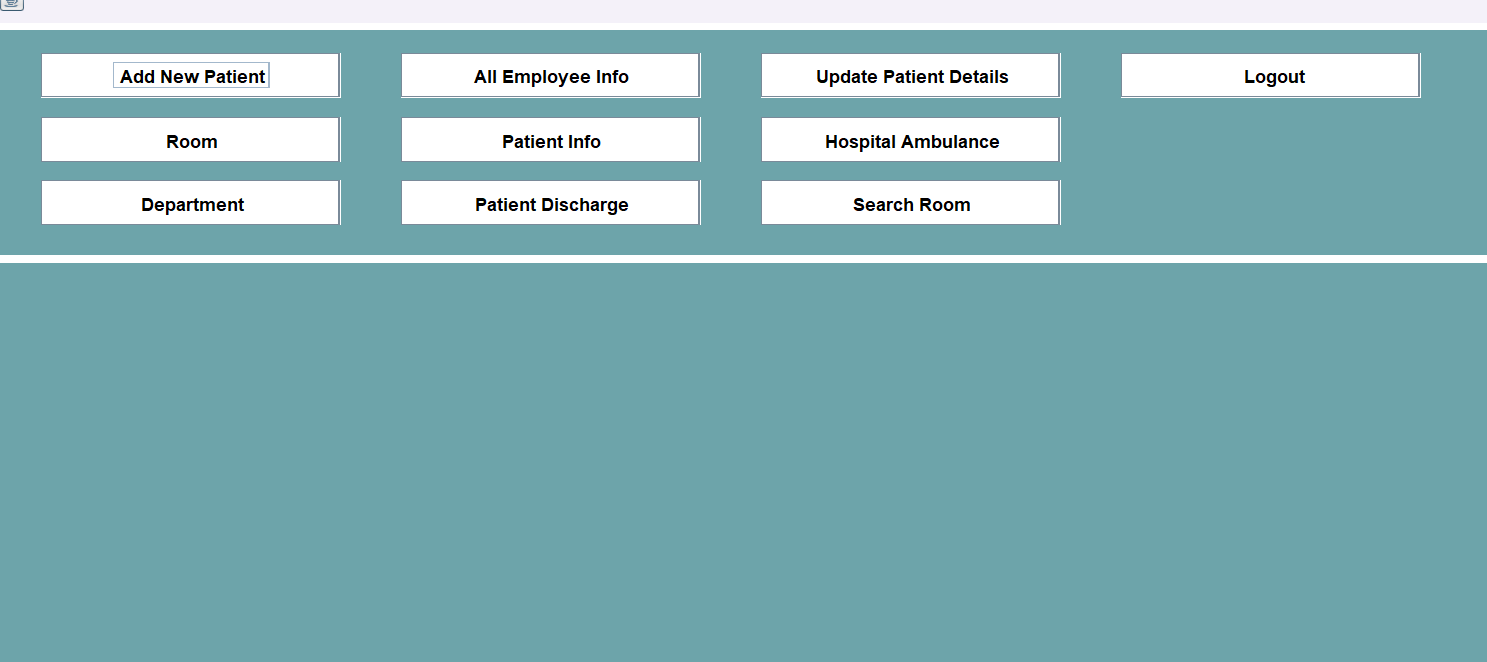 Add New Patient
All Employee Info
Update Patient Details
Logout
Room
Patient Info
Hospital Ambulance
Department
Patient Discharge
Search Room